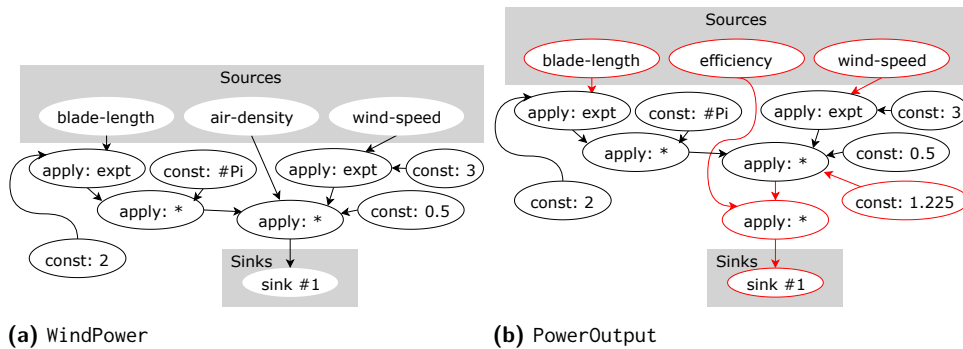 Sources
blade-length
air-density
wind-speed
apply: expt
const: #Pi
apply: expt
const: 3
apply: *
apply: *
const: 0.5
const: 2
Sinks
sink #1
(a) WindPower
Sources
blade-length
efficiency
wind-speed
apply: expt
const: #Pi
apply: expt
const: 3
apply: *
apply: *
const: 0.5
const: 2
const: 1.225
apply: *
Sinks
sink #1
(b) PowerOutput